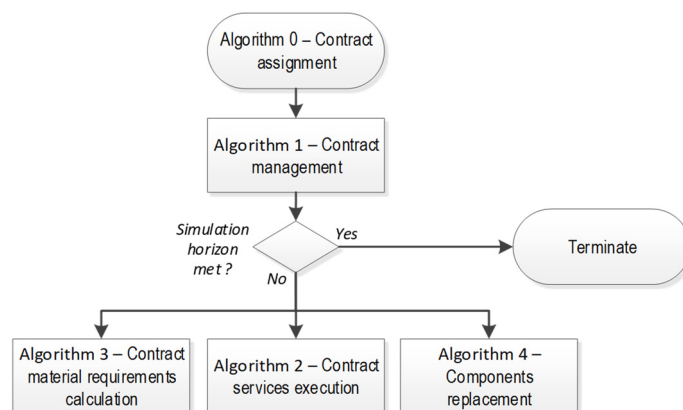 Algorithm 0 – Contract
assignment
Algorithm 1 – Contract
management
Simulation
horizon
met ?
Yes
No
Terminate
Algorithm 3 – Contract
material requirements
calculation
Algorithm 2 – Contract
services execution
Algorithm 4 –
Components
replacement